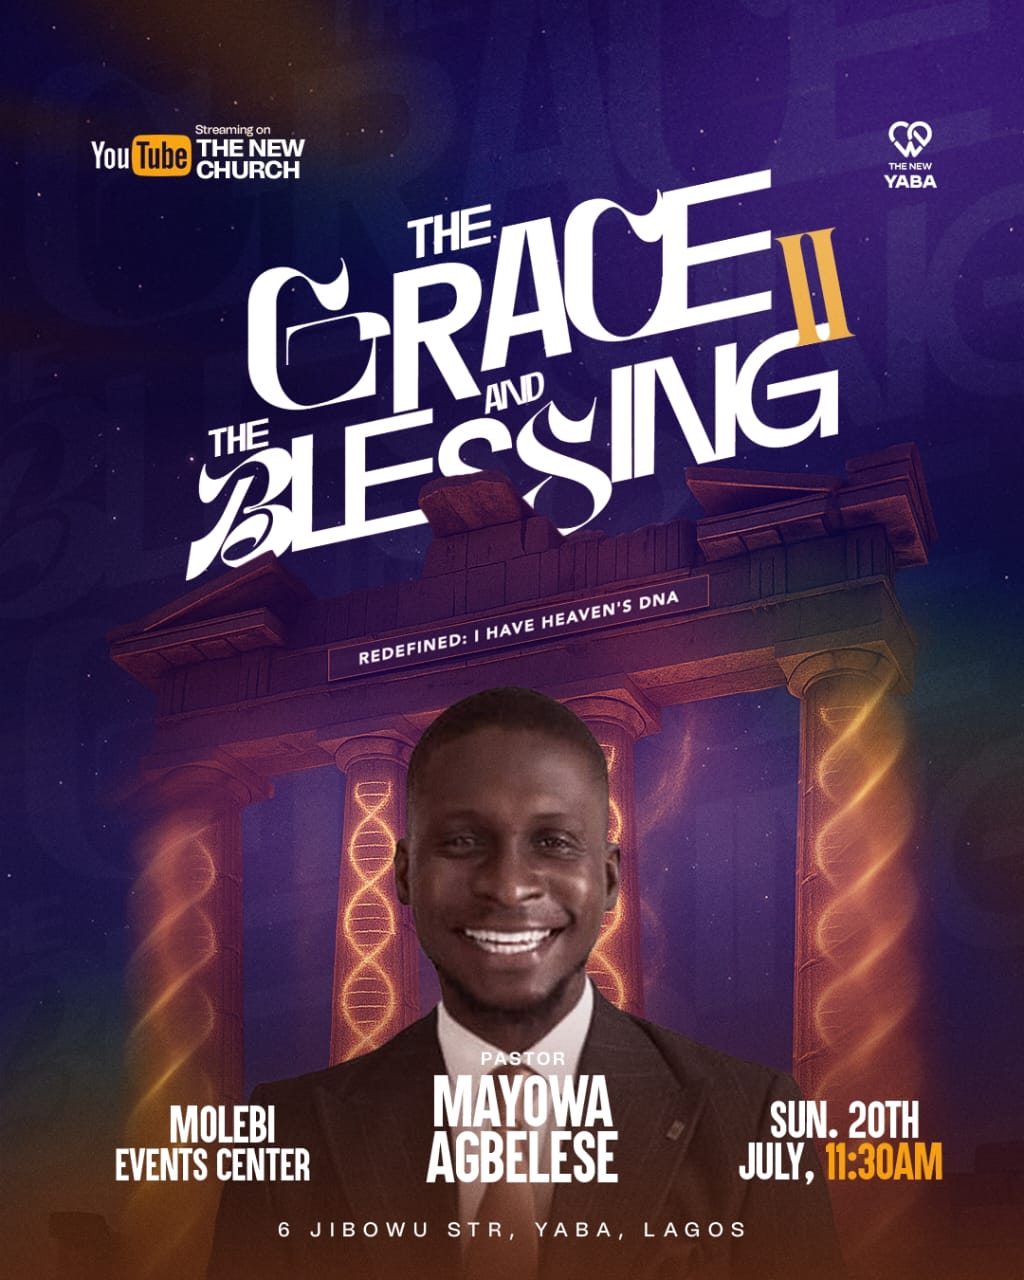 Streaming on
YouTube THE NEW
CHURCH
THE NEW
YABA
THE
GRACE II
AND
THE
BLESSING
REDEFINED: I HAVE HEAVEN'S DNA
PASTOR
MAYOWA
AGBELESE
MOLEBI
EVENTS CENTER
SUN. 20TH
JULY, 11:30AM
6 JIBOWU STR, YABA, LAGOS